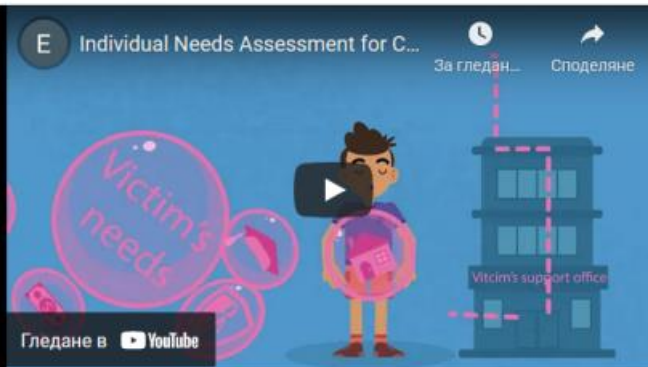 E Individual Needs Assessment for C...
За гледан...
Споделяне
Victim's
needs
Vitcim's support office
Гледане в YouTube